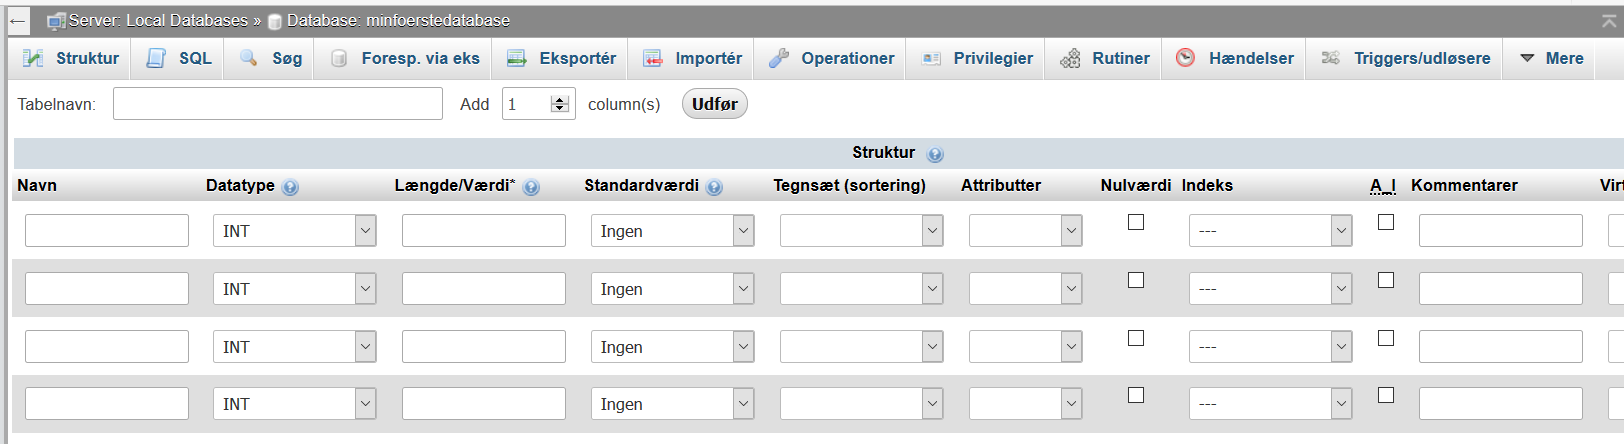 Server: Local Databases » Database: minfoerstedatabase
Struktur SQL Søg Foresp. via eks Eksportér Importér Operationer Privilegier Rutiner Hændelser Triggers/udløsere Mere
Tabelnavn: Add 1 column(s) Udfør
Struktur
Navn Datatype Længde/Værdi* Standardværdi Tegnsæt (sortering) Attributter Nulværdi Indeks A_I Kommentarer Virt
INT Ingen ---
INT Ingen ---
INT Ingen ---
INT Ingen ---